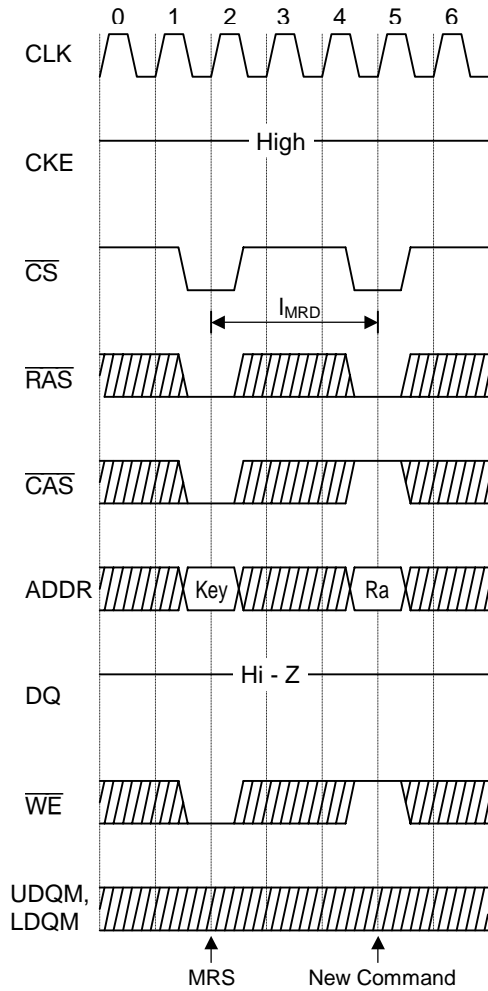 0 1 2 3 4 5 6
CLK
High
CKE
CS
lMRD
RAS
CAS
ADDR
Key
Ra
Hi - Z
DQ
WE
UDQM,
LDQM
MRS
New Command